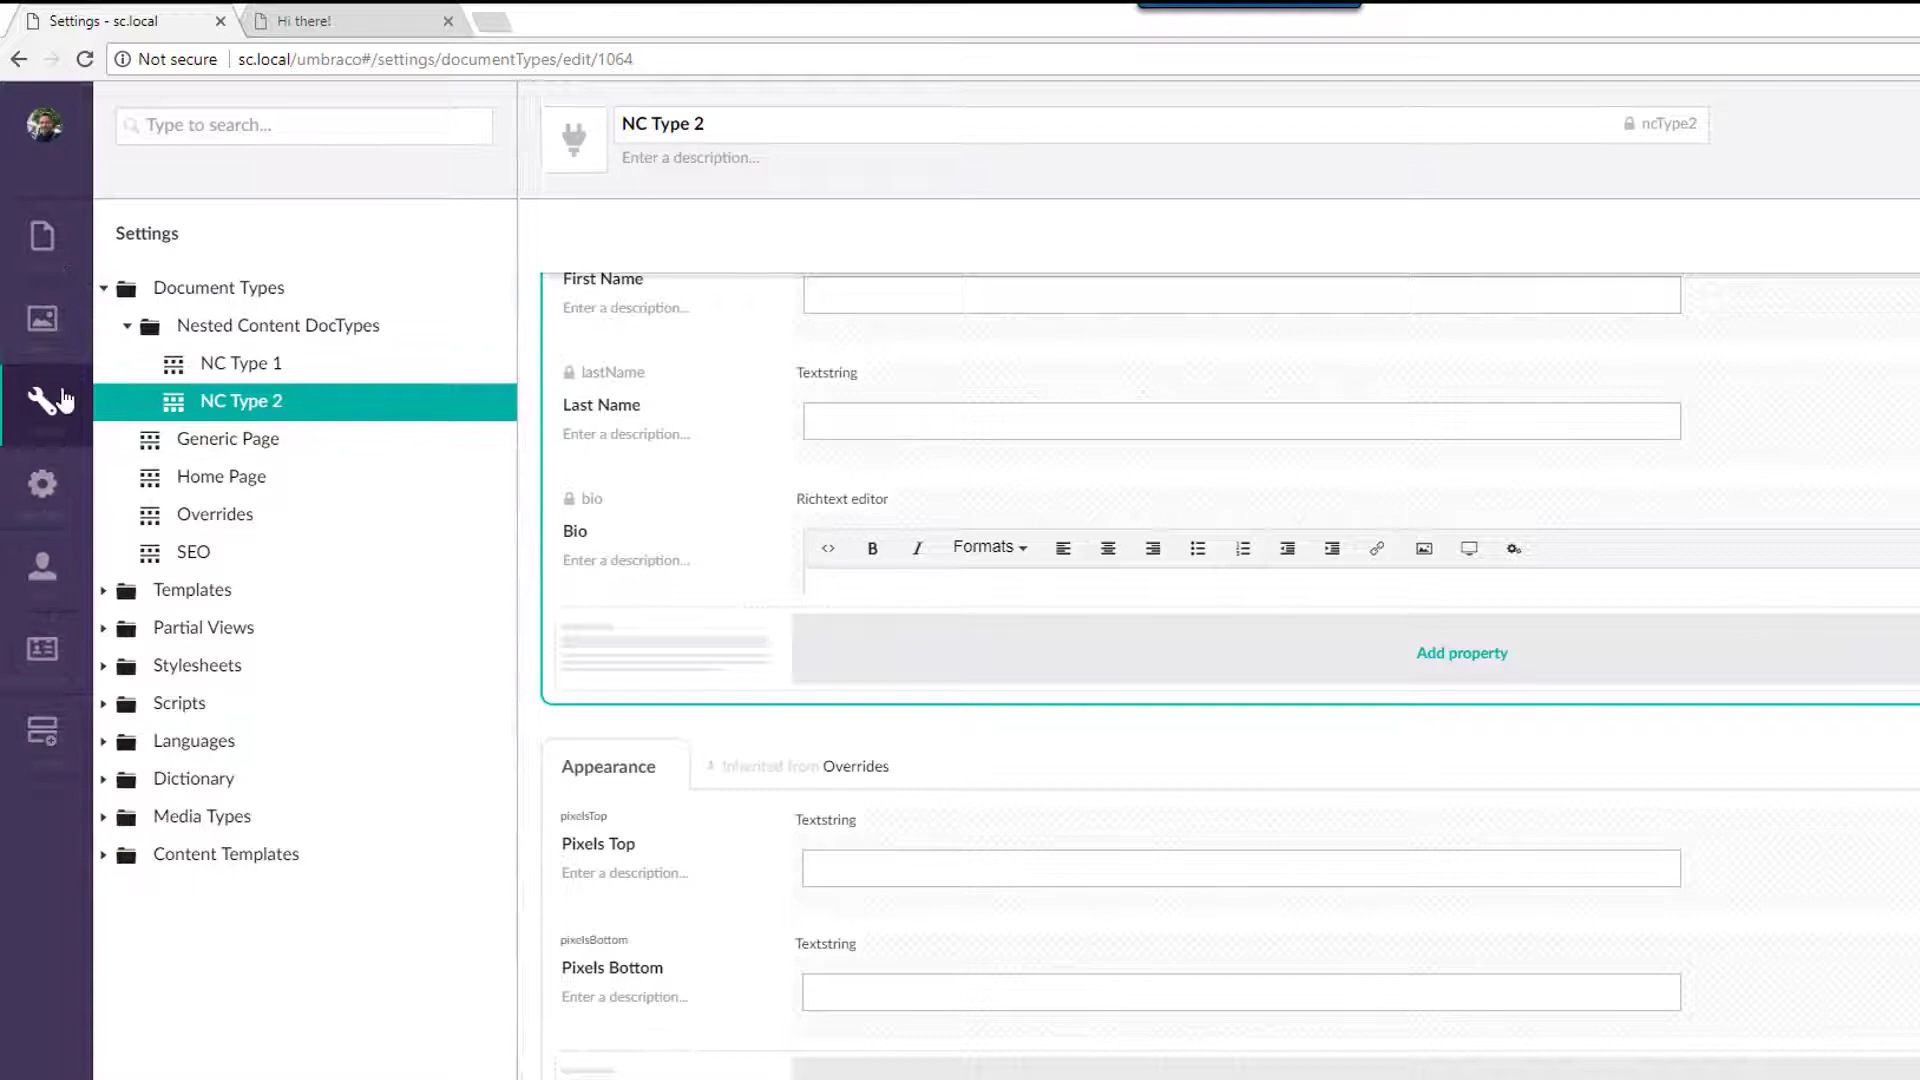 Settings - sc.local
Hi there!
Not secure sc.local/umbraco#/settings/documentTypes/edit/1064
Type to search...
NC Type 2
ncType2
Enter a description...
Settings
Document Types
Nested Content DocTypes
NC Type 1
NC Type 2
Generic Page
Home Page
Overrides
SEO
Templates
Partial Views
Stylesheets
Scripts
Languages
Dictionary
Media Types
Content Templates
First Name
Enter a description...
lastName
Textstring
Last Name
Enter a description...
bio
Richtext editor
Bio
Formats
Enter a description...
Add property
Appearance
Inherited from Overrides
pixelsTop
Textstring
Pixels Top
Enter a description...
pixelsBottom
Textstring
Pixels Bottom
Enter a description...